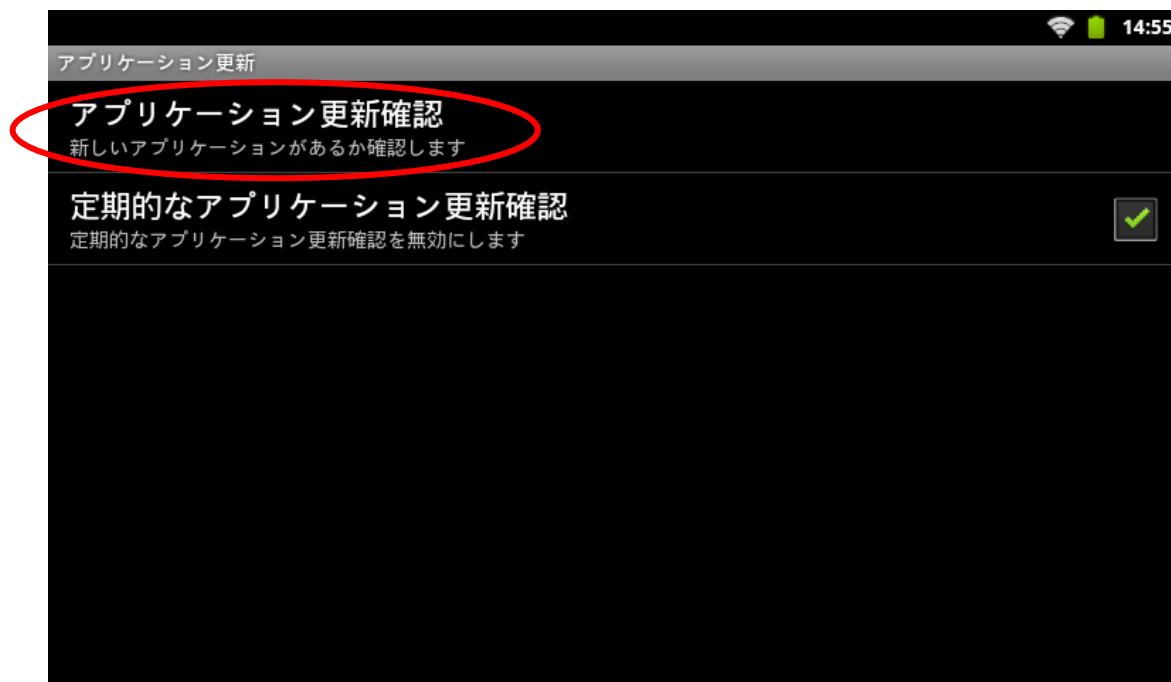 14:55
アプリケーション更新
アプリケーション更新確認
新しいアプリケーションがあるか確認します
定期的なアプリケーション更新確認
定期的なアプリケーション更新確認を無効にします